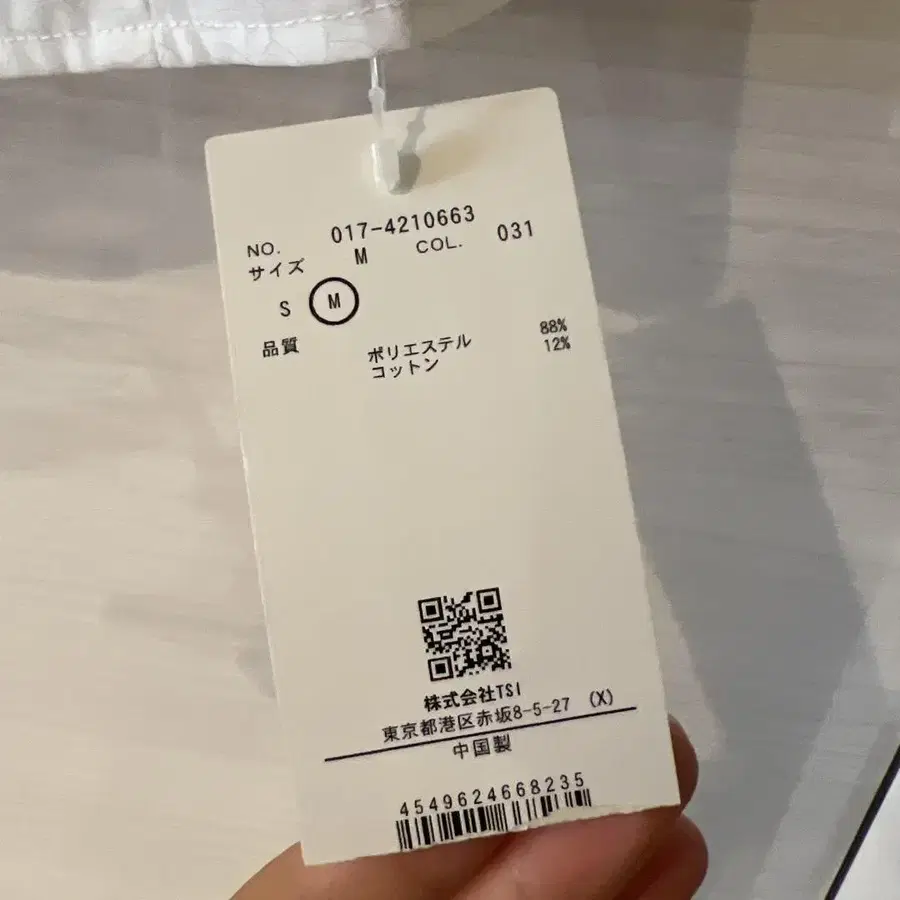 NO. 017-4210663
サイズ M COL. 031
S M
品質 ポリエステル 88%
コットン 12%
株式会社TSI
東京都港区赤坂8-5-27 (X)
中国製
4549624668235